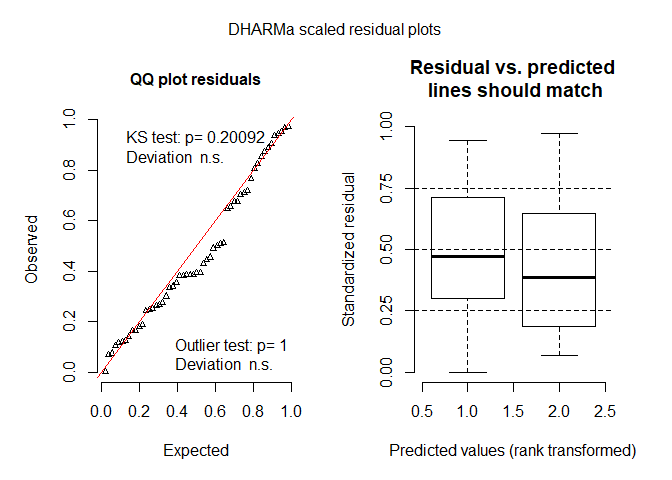 DHARMa scaled residual plots
QQ plot residuals
KS test: p= 0.20092
Deviation n.s.
Outlier test: p= 1
Deviation n.s.
Observed
0.0 0.2 0.4 0.6 0.8 1.0
0.0 0.2 0.4 0.6 0.8 1.0
Expected
Residual vs. predicted
lines should match
Standardized residual
0.00 0.25 0.50 0.75 1.00
0.5 1.0 1.5 2.0 2.5
Predicted values (rank transformed)